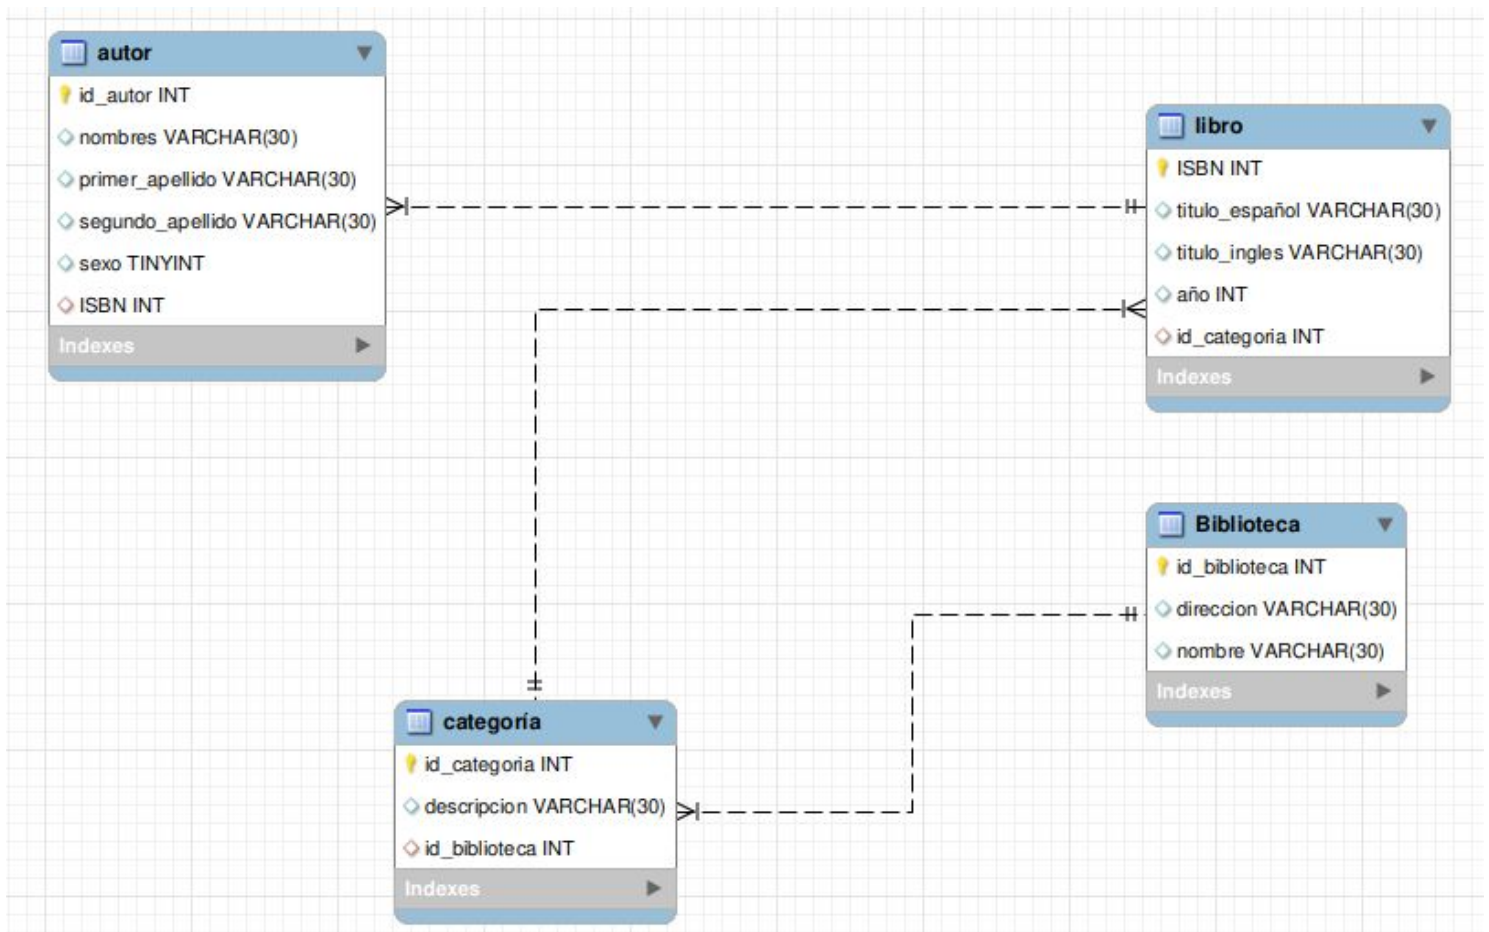 autor
id_autor INT
nombres VARCHAR(30)
primer_apellido VARCHAR(30)
segundo_apellido VARCHAR(30)
sexo TINYINT
ISBN INT
Indexes
libro
ISBN INT
titulo_español VARCHAR(30)
titulo_ingles VARCHAR(30)
año INT
id_categoria INT
Indexes
Biblioteca
id_biblioteca INT
direccion VARCHAR(30)
nombre VARCHAR(30)
Indexes
categoría
id_categoria INT
descripcion VARCHAR(30)
id_biblioteca INT
Indexes